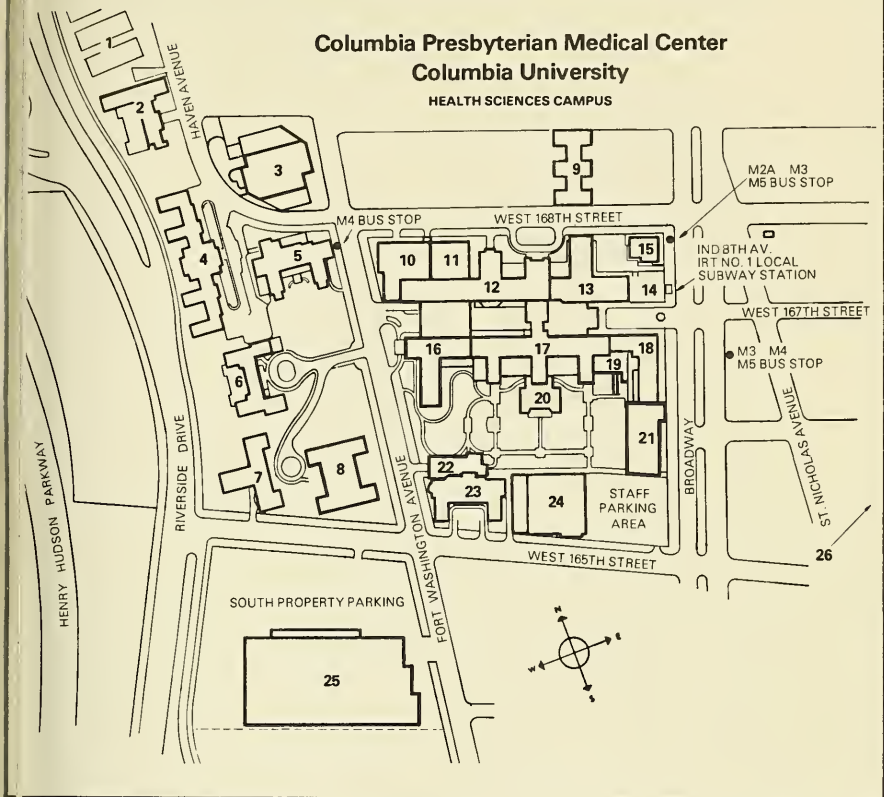 Columbia Presbyterian Medical Center
Columbia University
HEALTH SCIENCES CAMPUS
1
2
HAVEN AVENUE
3
9
M2A M3
M5 BUS STOP
M4 BUS STOP
WEST 168TH STREET
4
5
10
11
12
13
15
14
IND 8TH AV.
IRT NO. 1 LOCAL
SUBWAY STATION
WEST 167TH STREET
16
17
18
19
20
M3 M4
M5 BUS STOP
6
21
7
8
22
23
24
STAFF
PARKING
AREA
HENRY HUDSON PARKWAY
RIVERSIDE DRIVE
FORT WASHINGTON AVENUE
BROADWAY
ST. NICHOLAS AVENUE
26
WEST 165TH STREET
SOUTH PROPERTY PARKING
25
N
E
W
S